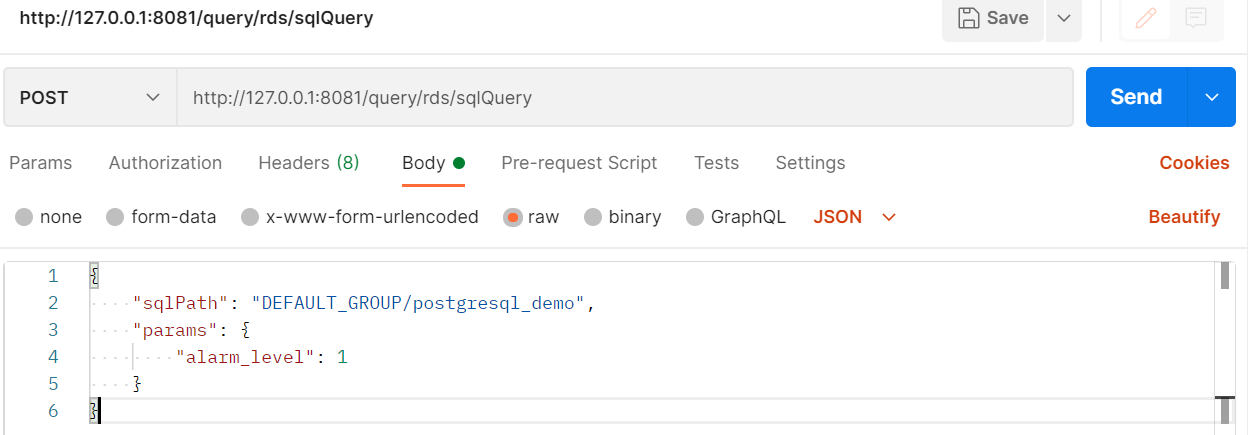 http://127.0.0.1:8081/query/rds/sqlQuery Save
POST http://127.0.0.1:8081/query/rds/sqlQuery Send
Params Authorization Headers (8) Body Pre-request Script Tests Settings Cookies
none form-data x-www-form-urlencoded raw binary GraphQL JSON Beautify
1 {
2 "sqlPath": "DEFAULT_GROUP/postgresql_demo",
3 "params": {
4 "alarm_level": 1
5 }
6 }